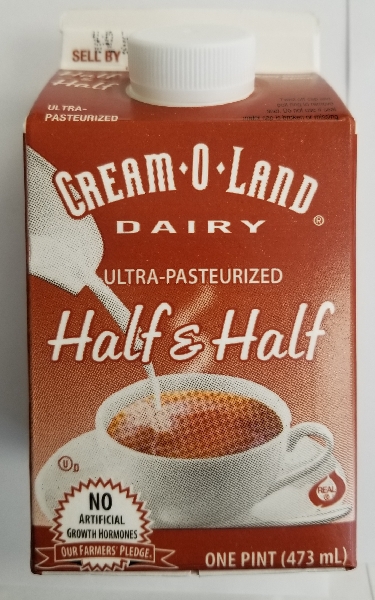 SELL BY
Half
ULTRA-
PASTEURIZED
CREAM·O·LAND
®
DAIRY
ULTRA-PASTEURIZED
Half & Half
U D
REAL
NO
ARTIFICIAL
GROWTH HORMONES
OUR FARMERS' PLEDGE.
ONE PINT (473 mL)